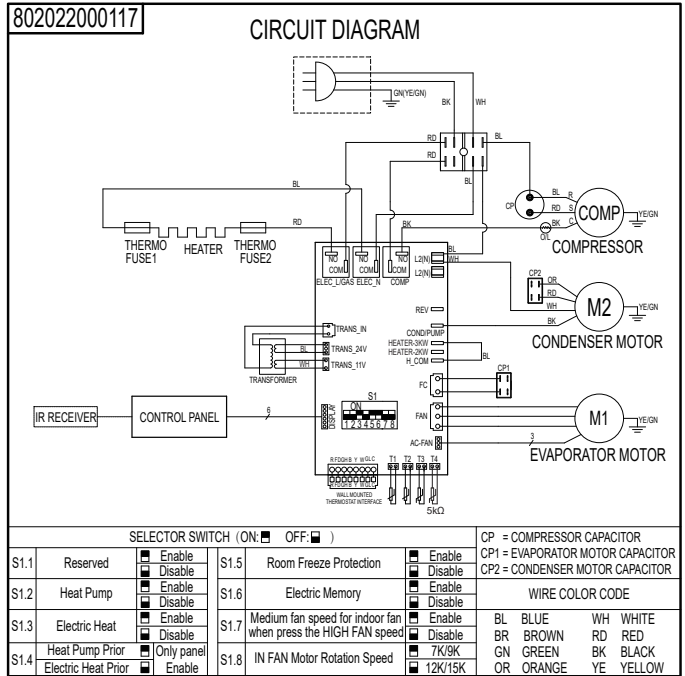 802022000117
CIRCUIT DIAGRAM
GN(YE/GN)
BK
WH
RD
BL
RD
BL
BL
BL R
CP
RD S
COMP
YE/GN
BK C
O/L
COMPRESSOR
RD
BK
THERMO FUSE1
HEATER
THERMO FUSE2
NO
COM
NO
COM
NO
COM
ELEC_L/GAS
ELEC_N
COMP
BL
L2(N)
WH
L2(N)
CP2
OR
RD
WH
BK
M2
YE/GN
CONDENSER MOTOR
REV
COND/PUMP
HEATER-3KW
HEATER-2KW
H_COM
BL
TRANS_IN
BL
TRANS_24V
WH
TRANS_11V
TRANSFORMER
FC
CP1
IR RECEIVER
CONTROL PANEL
6
DISPLAY
S1
ON
1 2 3 4 5 6 7 8
FAN
AC-FAN
3
M1
YE/GN
EVAPORATOR MOTOR
R FD GH B Y W GL C
R FD GH B Y W GL C
WALL MOUNTED
THERMOSTAT INTERFACE
T1 T2 T3 T4
5kΩ
SELECTOR SWITCH (ON: OFF: )
S1.1 Reserved Enable
Disable
S1.2 Heat Pump Enable
Disable
S1.3 Electric Heat Enable
Disable
S1.4 Heat Pump Prior Only panel
Electric Heat Prior Enable
S1.5 Room Freeze Protection Enable
Disable
S1.6 Electric Memory Enable
Disable
S1.7 Medium fan speed for indoor fan Enable
when press the HIGH FAN speed Disable
S1.8 IN FAN Motor Rotation Speed 7K/9K
12K/15K
CP = COMPRESSOR CAPACITOR
CP1 = EVAPORATOR MOTOR CAPACITOR
CP2 = CONDENSER MOTOR CAPACITOR
WIRE COLOR CODE
BL BLUE WH WHITE
BR BROWN RD RED
GN GREEN BK BLACK
OR ORANGE YE YELLOW